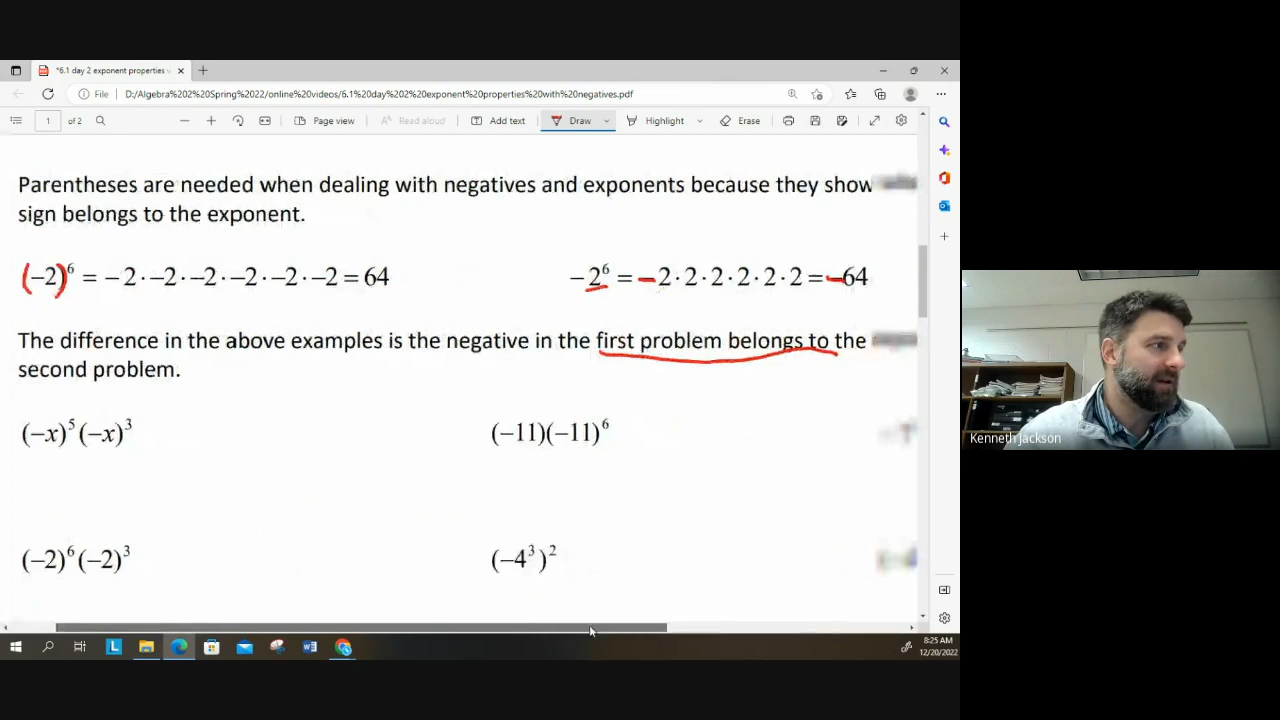 *6.1 day 2 exponent properties
File D:/Algebra%202%20Spring%2022/online%20videos/6.1%20day%202%20exponent%20properties%20with%20negatives.pdf
1 of 2 Page view Read aloud Add text Draw Highlight Erase
Parentheses are needed when dealing with negatives and exponents because they show
sign belongs to the exponent.
(−2)⁶ = −2·−2·−2·−2·−2·−2 = 64 −2⁶ = −2·2·2·2·2·2 = −64
The difference in the above examples is the negative in the first problem belongs to the
second problem.
(−x)⁵(−x)³ (−11)(−11)⁶
(−2)⁶(−2)³ (−4³)²
Kenneth Jackson
8:25 AM
12/20/2022